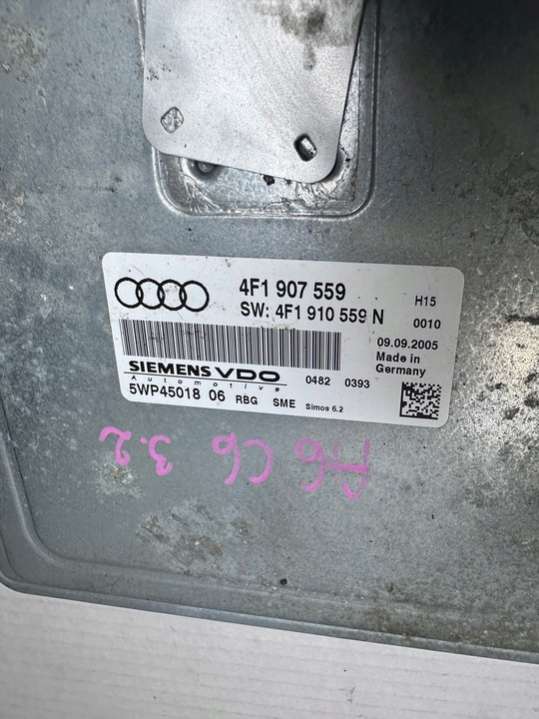 4F1 907 559
SW: 4F1 910 559 N
H15
0010
09.09.2005
Made in
Germany
SIEMENS VDO
Automotive
0482 0393
5WP45018 06 RBG SME Simos 6.2
A6 C6 3.2